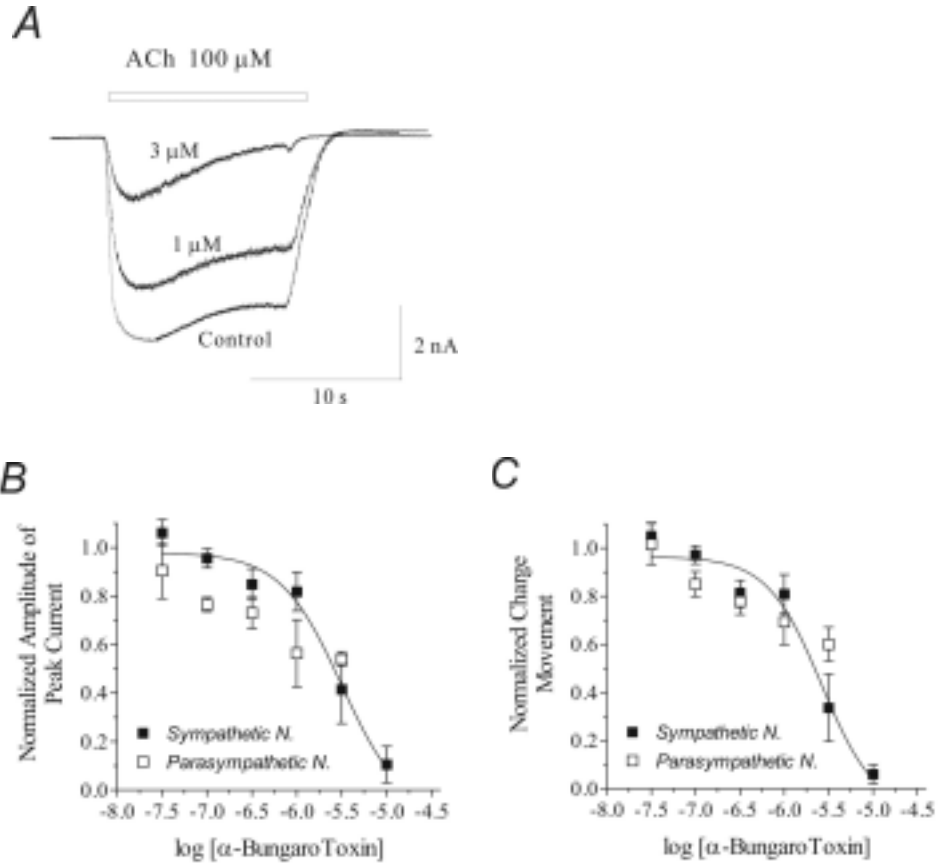 A
ACh 100 μM
3 μM
1 μM
Control
2 nA
10 s
B
Normalized Amplitude of
Peak Current
1.0
0.8
0.6
0.4
0.2
0.0
Sympathetic N.
Parasympathetic N.
-8.0 -7.5 -7.0 -6.5 -6.0 -5.5 -5.0 -4.5
log [α-BungaroToxin]
C
Normalized Charge
Movement
1.0
0.8
0.6
0.4
0.2
0.0
Sympathetic N.
Parasympathetic N.
-8.0 -7.5 -7.0 -6.5 -6.0 -5.5 -5.0 -4.5
log [α-BungaroToxin]